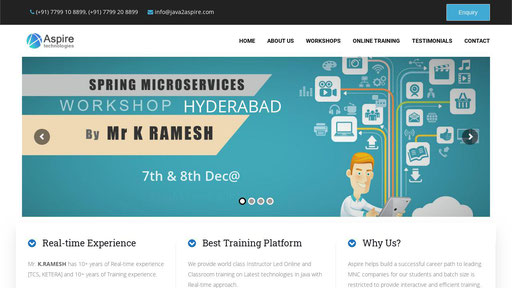 (+91) 7799 10 8899, (+91) 7799 20 8899 info@java2aspire.com Enquiry
Aspire
technologies
HOME ABOUT US WORKSHOPS ONLINE TRAINING TESTIMONIALS CONTACT
SPRING MICROSERVICES
WORKSHOP HYDERABAD
By Mr K RAMESH
7th & 8th Dec@
Real-time Experience
Mr. K.RAMESH has 10+ years of Real-time experience
[TCS, KETERA] and 10+ years of Training experience.
Best Training Platform
We provide world class Instructor Led Online and
Classroom training on Latest technologies in Java with
Real-time approach.
Why Us?
Aspire helps build a successful career path to leading
MNC companies for our students and batch size is
restricted to provide interactive and efficient training.